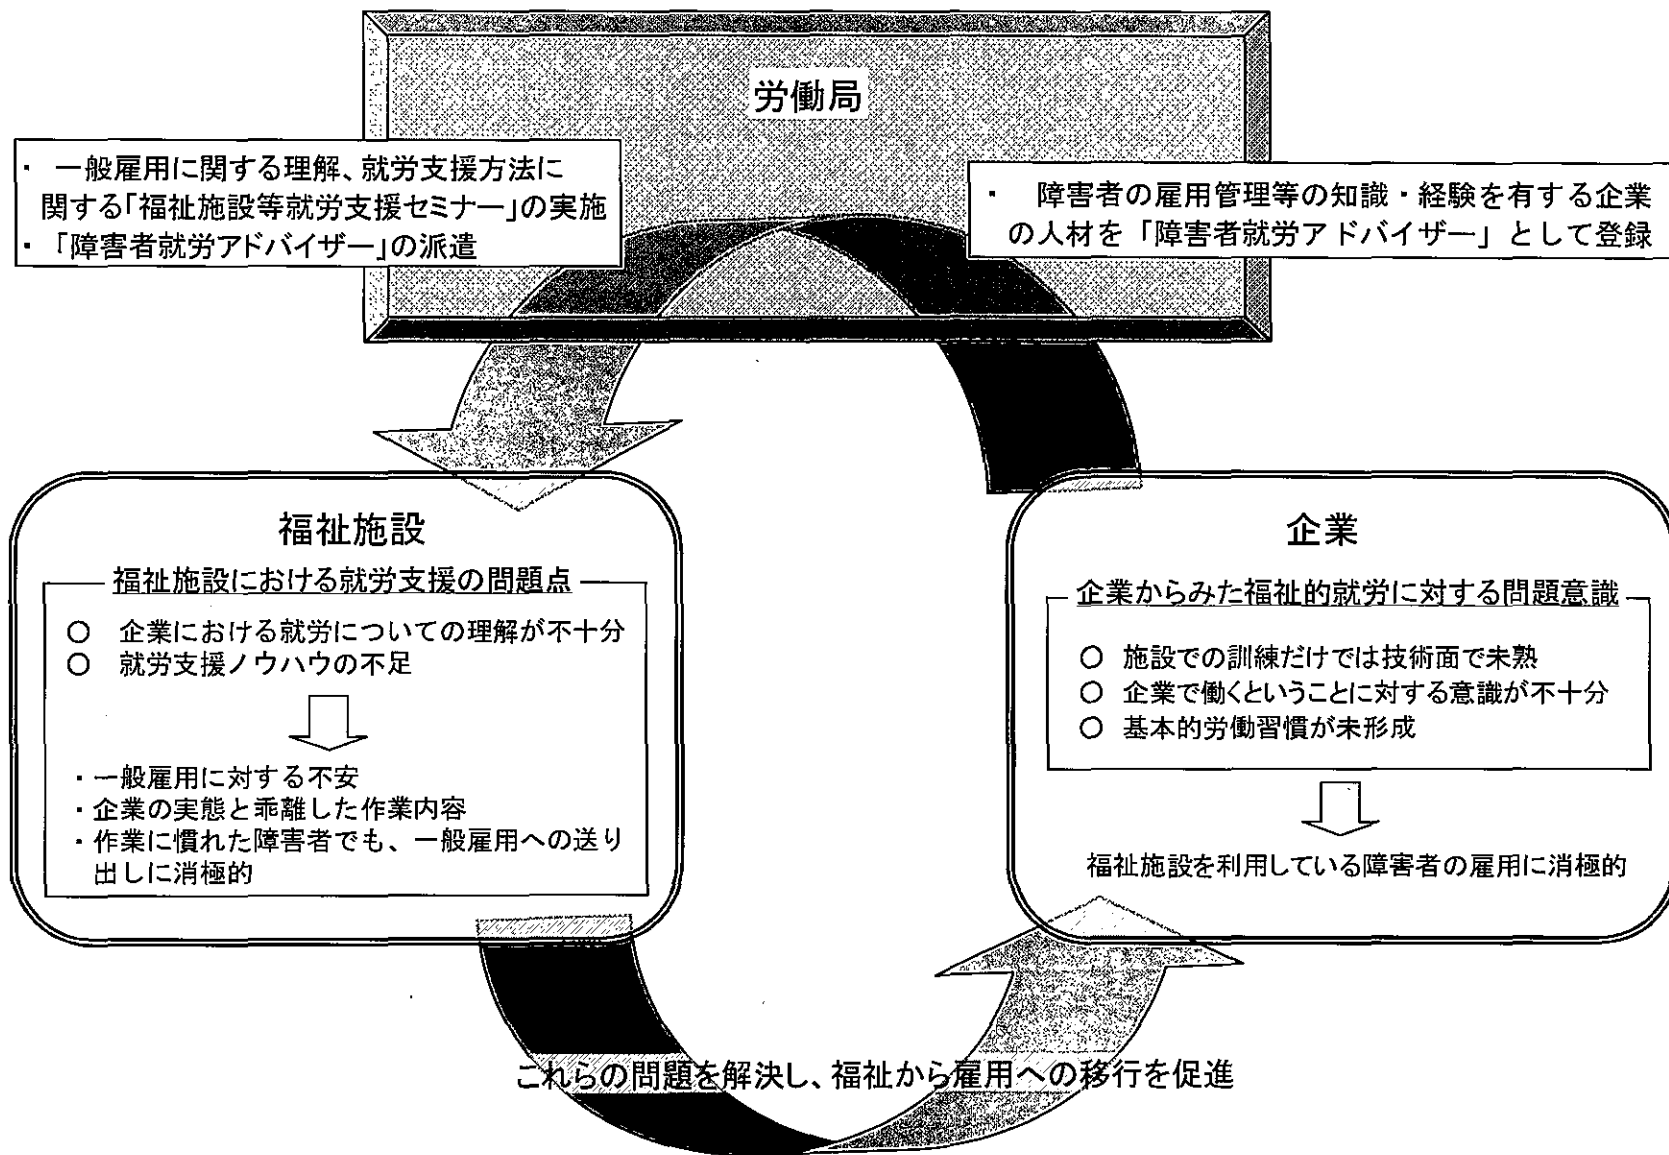 労働局
・ 一般雇用に関する理解、就労支援方法に
関する「福祉施設等就労支援セミナー」の実施
・「障害者就労アドバイザー」の派遣
・ 障害者の雇用管理等の知識・経験を有する企業
の人材を「障害者就労アドバイザー」として登録
福祉施設
福祉施設における就労支援の問題点
○ 企業における就労についての理解が不十分
○ 就労支援ノウハウの不足
・一般雇用に対する不安
・企業の実態と乖離した作業内容
・作業に慣れた障害者でも、一般雇用への送り
出しに消極的
企業
企業からみた福祉的就労に対する問題意識
○ 施設での訓練だけでは技術面で未熟
○ 企業で働くということに対する意識が不十分
○ 基本的労働習慣が未形成
福祉施設を利用している障害者の雇用に消極的
これらの問題を解決し、福祉から雇用への移行を促進